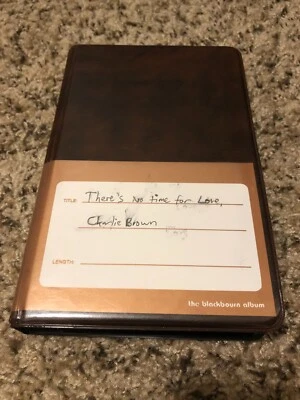 TITLE: There's No Time for Love,
Charlie Brown
LENGTH:
the blackbourn album